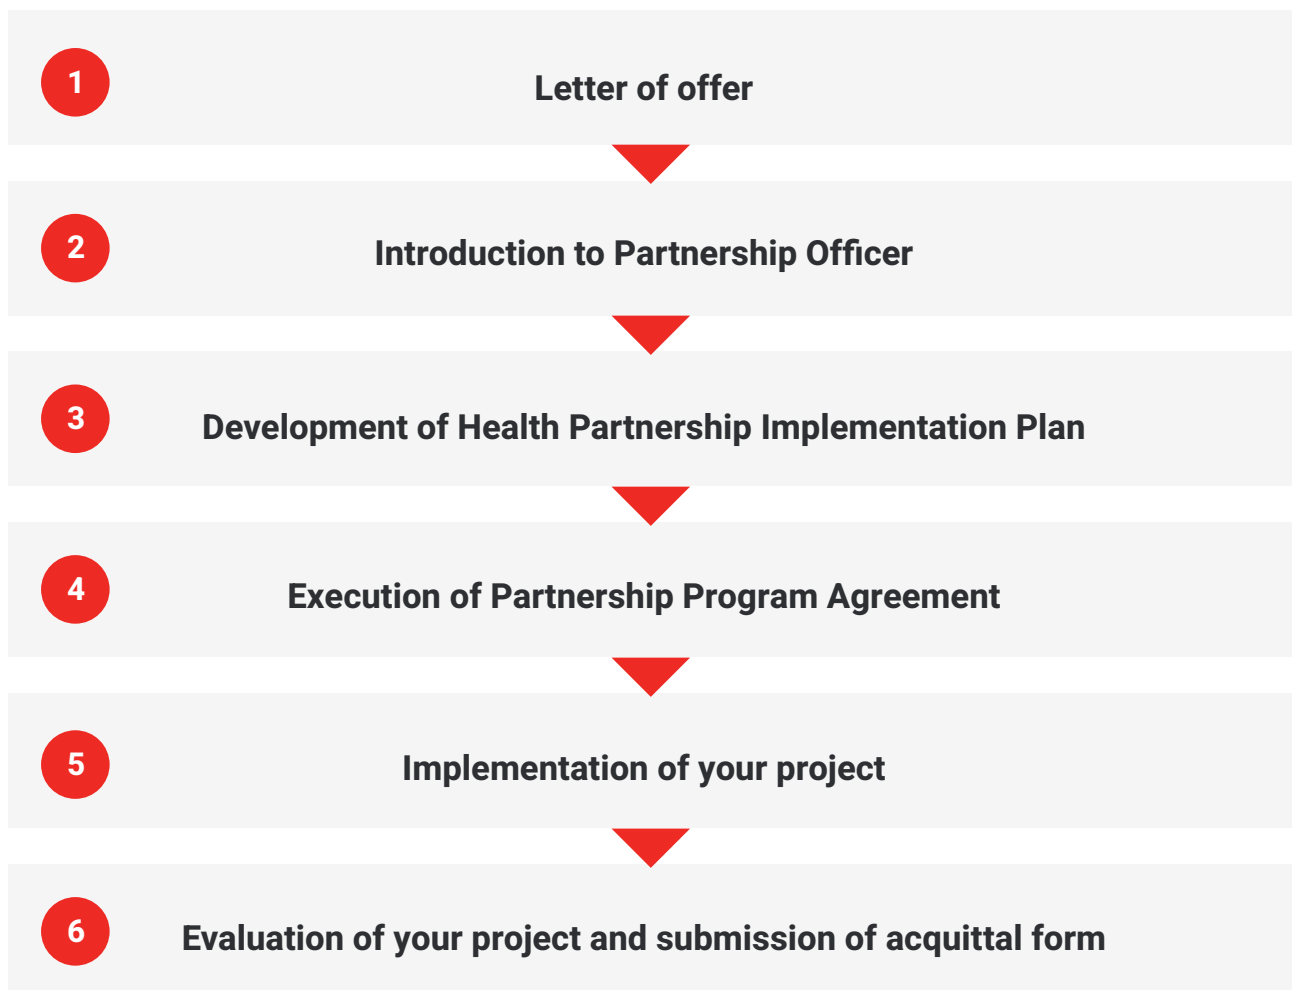 1
Letter of offer
2
Introduction to Partnership Officer
3
Development of Health Partnership Implementation Plan
4
Execution of Partnership Program Agreement
5
Implementation of your project
6
Evaluation of your project and submission of acquittal form